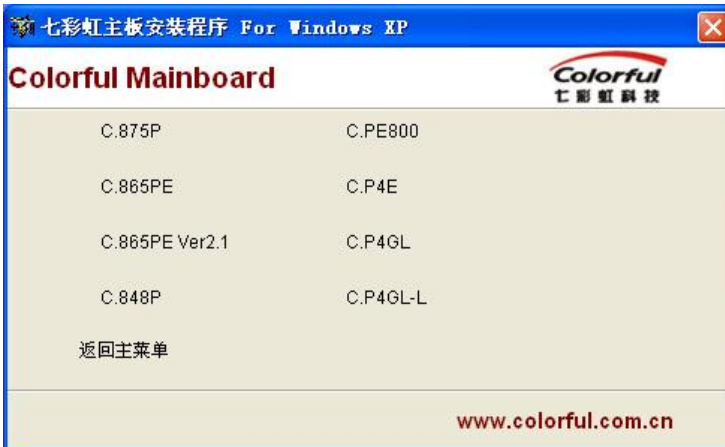 七彩虹主板安装程序 For Windows XP
Colorful Mainboard
Colorful
七彩虹科技
C.875P C.PE800
C.865PE C.P4E
C.865PE Ver2.1 C.P4GL
C.848P C.P4GL-L
返回主菜单
www.colorful.com.cn